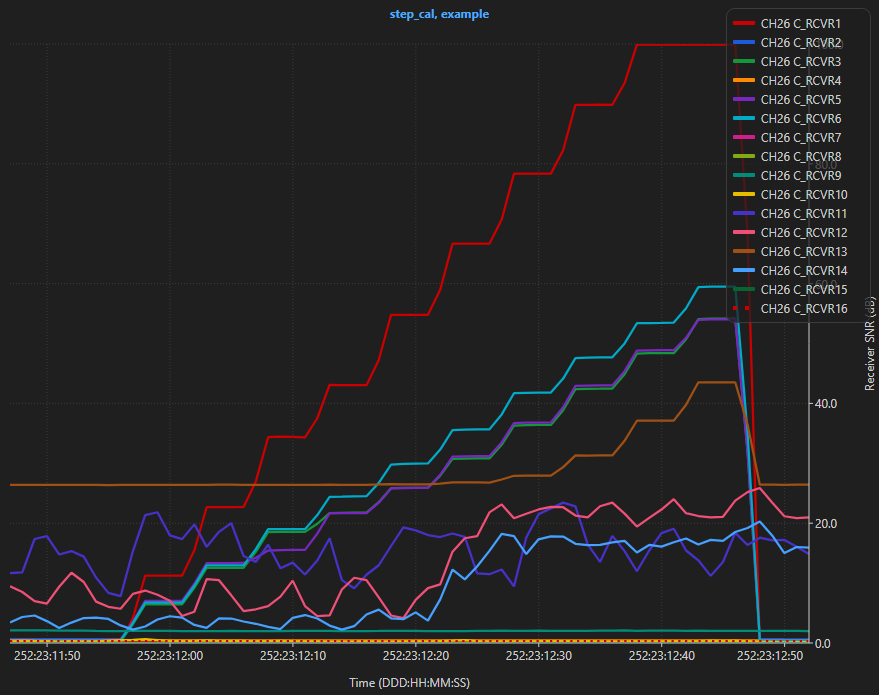 step_cal, example
CH26 C_RCVR1
CH26 C_RCVR2
CH26 C_RCVR3
CH26 C_RCVR4
CH26 C_RCVR5
CH26 C_RCVR6
CH26 C_RCVR7
CH26 C_RCVR8
80.0
CH26 C_RCVR9
CH26 C_RCVR10
CH26 C_RCVR11
CH26 C_RCVR12
CH26 C_RCVR13
CH26 C_RCVR14
CH26 C_RCVR15
CH26 C_RCVR16
Receiver SNR (dB)
40.0
20.0
0.0
252:23:11:50 252:23:12:00 252:23:12:10 252:23:12:20 252:23:12:30 252:23:12:40 252:23:12:50
Time (DDD:HH:MM:SS)